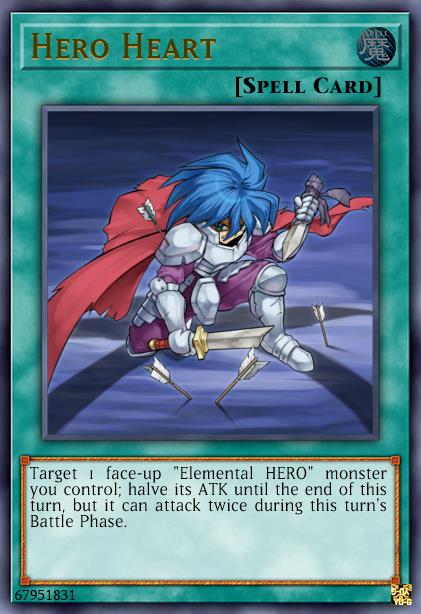 Hero Heart
魔
[Spell Card]
Target 1 face-up "Elemental HERO" monster
you control; halve its ATK until the end of this
turn, but it can attack twice during this turn's
Battle Phase.
67951831